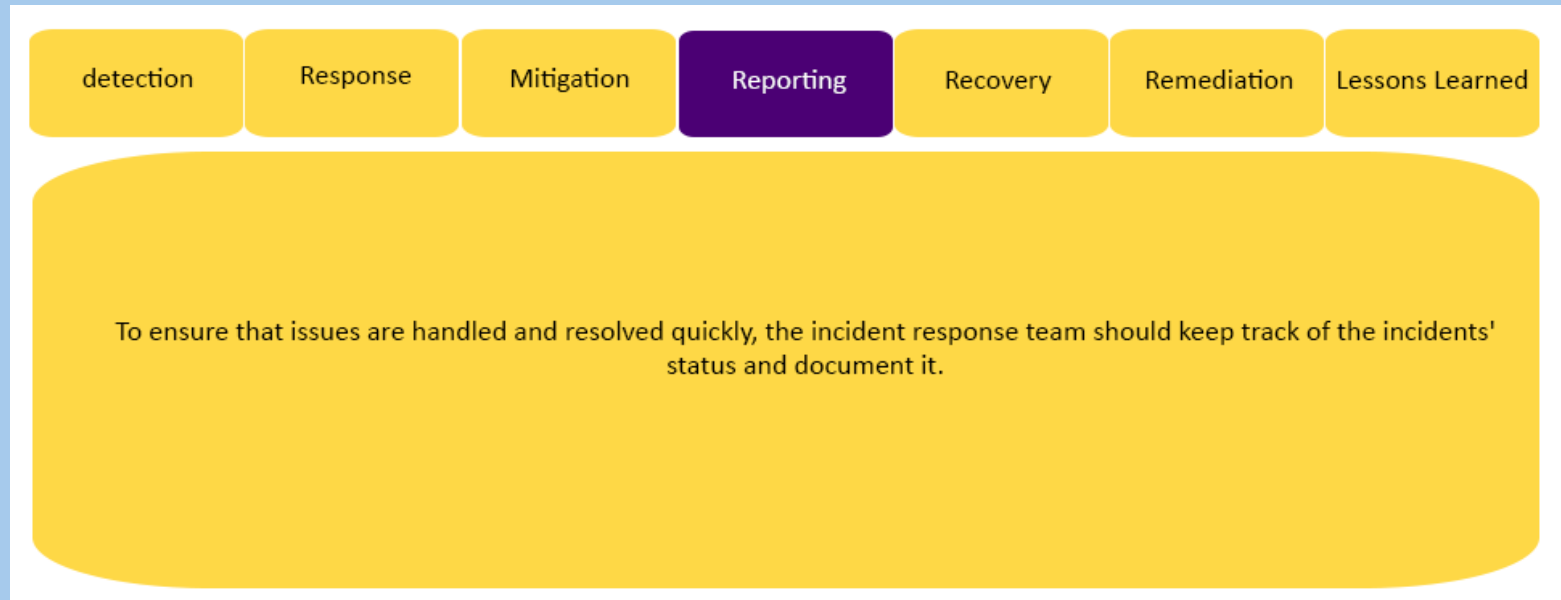 detection
Response
Mitigation
Reporting
Recovery
Remediation
Lessons Learned
To ensure that issues are handled and resolved quickly, the incident response team should keep track of the incidents'
status and document it.